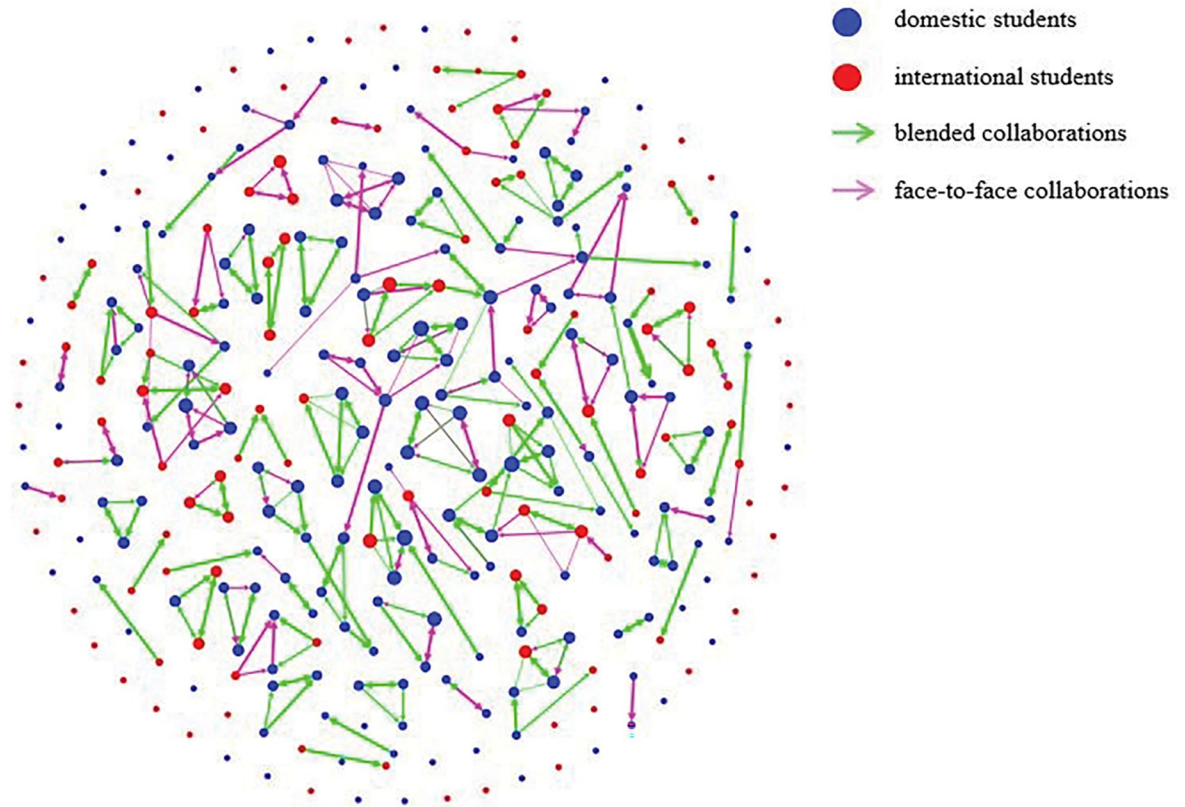 domestic students
international students
blended collaborations
face-to-face collaborations